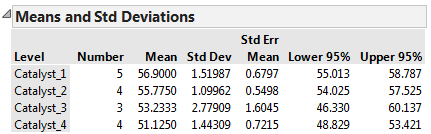 Means and Std Deviations
Std Err
Level Number Mean Std Dev Mean Lower 95% Upper 95%
Catalyst_1 5 56.9000 1.51987 0.6797 55.013 58.787
Catalyst_2 4 55.7750 1.09962 0.5498 54.025 57.525
Catalyst_3 3 53.2333 2.77909 1.6045 46.330 60.137
Catalyst_4 4 51.1250 1.44309 0.7215 48.829 53.421